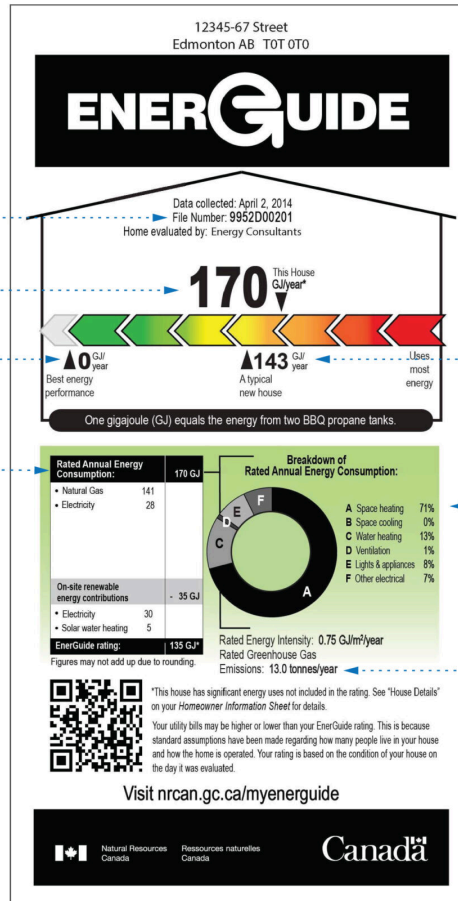 12345-67 Street
Edmonton AB T0T 0T0
ENERGUIDE
Data collected: April 2, 2014
File Number: 9952D00201
Home evaluated by: Energy Consultants
170 This House GJ/year*
0 GJ/year
Best energy performance
143 GJ/year
A typical new house
Uses most energy
One gigajoule (GJ) equals the energy from two BBQ propane tanks.
Rated Annual Energy Consumption: 170 GJ
• Natural Gas 141
• Electricity 28
On-site renewable energy contributions - 35 GJ
• Electricity 30
• Solar water heating 5
EnerGuide rating: 135 GJ*
Figures may not add up due to rounding.
Breakdown of
Rated Annual Energy Consumption:
F
E
D
C
A
A Space heating 71%
B Space cooling 0%
C Water heating 13%
D Ventilation 1%
E Lights & appliances 8%
F Other electrical 7%
Rated Energy Intensity: 0.75 GJ/m²/year
Rated Greenhouse Gas
Emissions: 13.0 tonnes/year
*This house has significant energy uses not included in the rating. See "House Details"
on your Homeowner Information Sheet for details.
Your utility bills may be higher or lower than your EnerGuide rating. This is because
standard assumptions have been made regarding how many people live in your house
and how the home is operated. Your rating is based on the condition of your house on
the day it was evaluated.
Visit nrcan.gc.ca/myenerguide
Natural Resources Canada
Ressources naturelles Canada
Canada